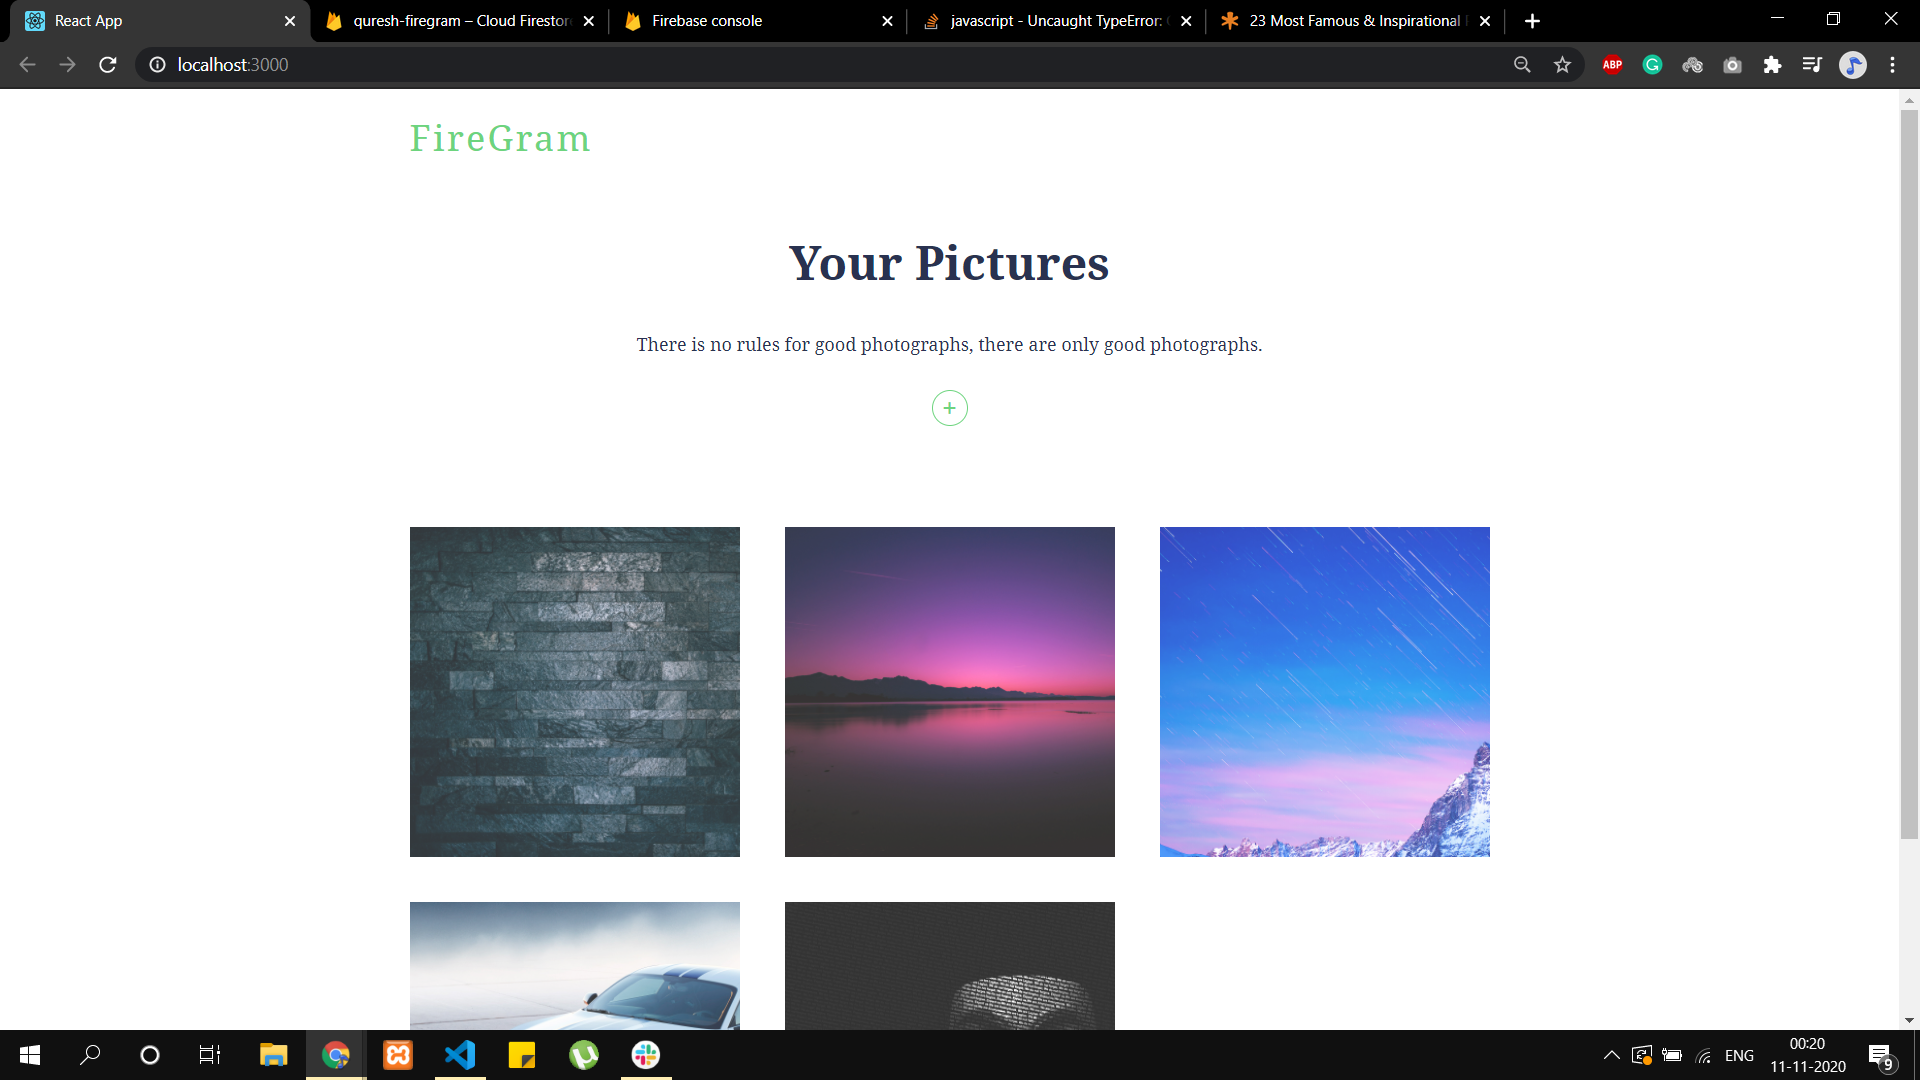 React App
quresh-firegram – Cloud Firestore
Firebase console
javascript - Uncaught TypeError:
23 Most Famous & Inspirational
localhost:3000
ABP
FireGram
Your Pictures
There is no rules for good photographs, there are only good photographs.
+
ENG
00:20
11-11-2020
9